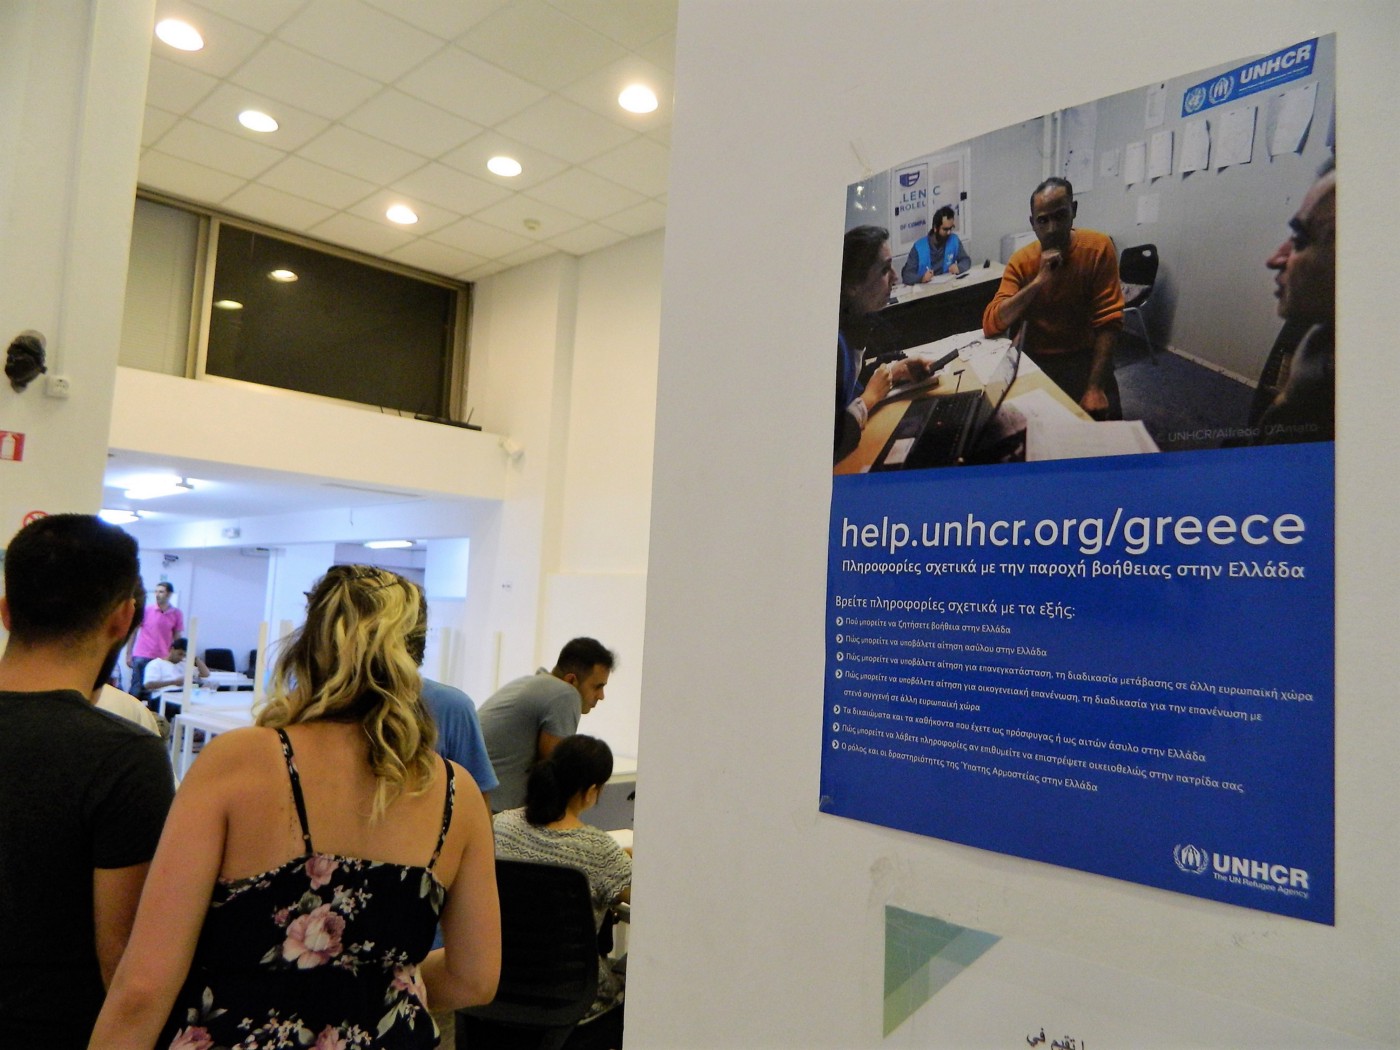 UNHCR
© UNHCR/Alfredo D'Amato
help.unhcr.org/greece
Πληροφορίες σχετικά με την παροχή βοήθειας στην Ελλάδα
Βρείτε πληροφορίες σχετικά με τα εξής:
Πού μπορείτε να ζητήσετε βοήθεια στην Ελλάδα
Πώς μπορείτε να υποβάλετε αίτηση ασύλου στην Ελλάδα
Πώς μπορείτε να υποβάλετε αίτηση για επανεγκατάσταση, τη διαδικασία μετάβασης σε άλλη ευρωπαϊκή χώρα
Πώς μπορείτε να υποβάλετε αίτηση για οικογενειακή επανένωση, τη διαδικασία για την επανένωση με
στενό συγγενή σε άλλη ευρωπαϊκή χώρα
Τα δικαιώματα και τα καθήκοντα που έχετε ως πρόσφυγας ή ως αιτών άσυλο στην Ελλάδα
Πώς μπορείτε να λάβετε πληροφορίες αν επιθυμείτε να επιστρέψετε οικειοθελώς στην πατρίδα σας
Ο ρόλος και οι δραστηριότητες της Ύπατης Αρμοστείας στην Ελλάδα
UNHCR
The UN Refugee Agency
تقيم في